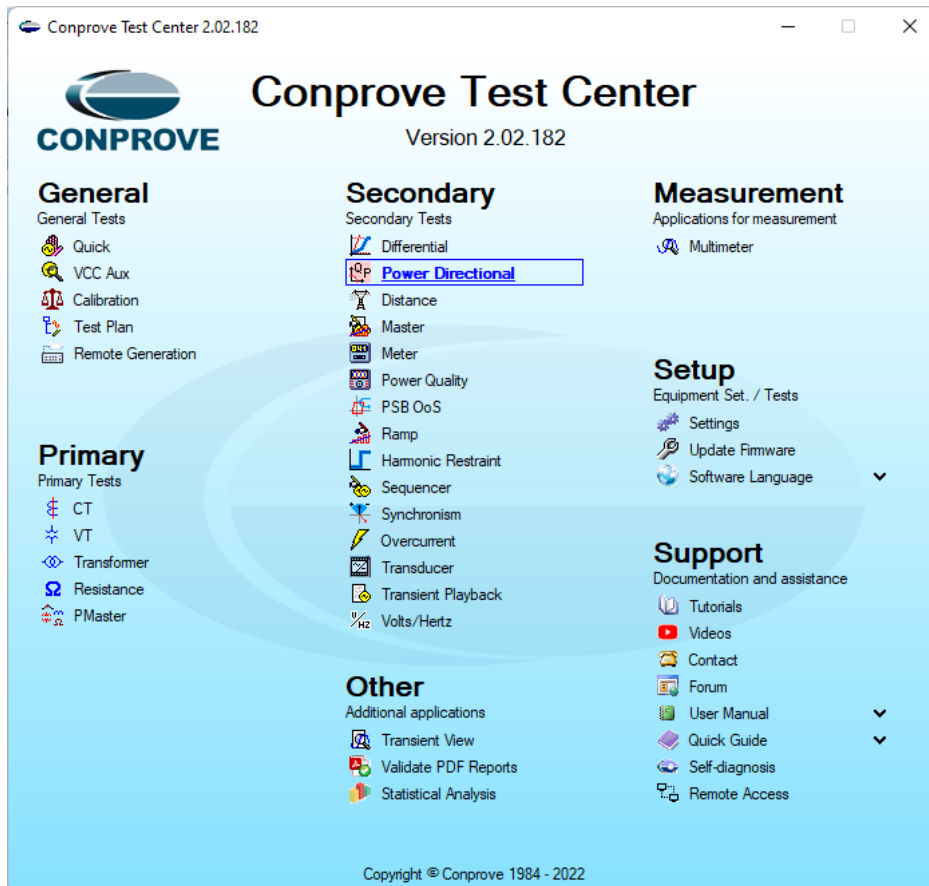 Conprove Test Center 2.02.182
CONPROVE
Conprove Test Center
Version 2.02.182
General
General Tests
Quick
VCC Aux
Calibration
Test Plan
Remote Generation
Primary
Primary Tests
CT
VT
Transformer
Resistance
PMaster
Secondary
Secondary Tests
Differential
Power Directional
Distance
Master
Meter
Power Quality
PSB OoS
Ramp
Harmonic Restraint
Sequencer
Synchronism
Overcurrent
Transducer
Transient Playback
Volts/Hertz
Other
Additional applications
Transient View
Validate PDF Reports
Statistical Analysis
Measurement
Applications for measurement
Multimeter
Setup
Equipment Set. / Tests
Settings
Update Firmware
Software Language
Support
Documentation and assistance
Tutorials
Videos
Contact
Forum
User Manual
Quick Guide
Self-diagnosis
Remote Access
Copyright © Conprove 1984 - 2022